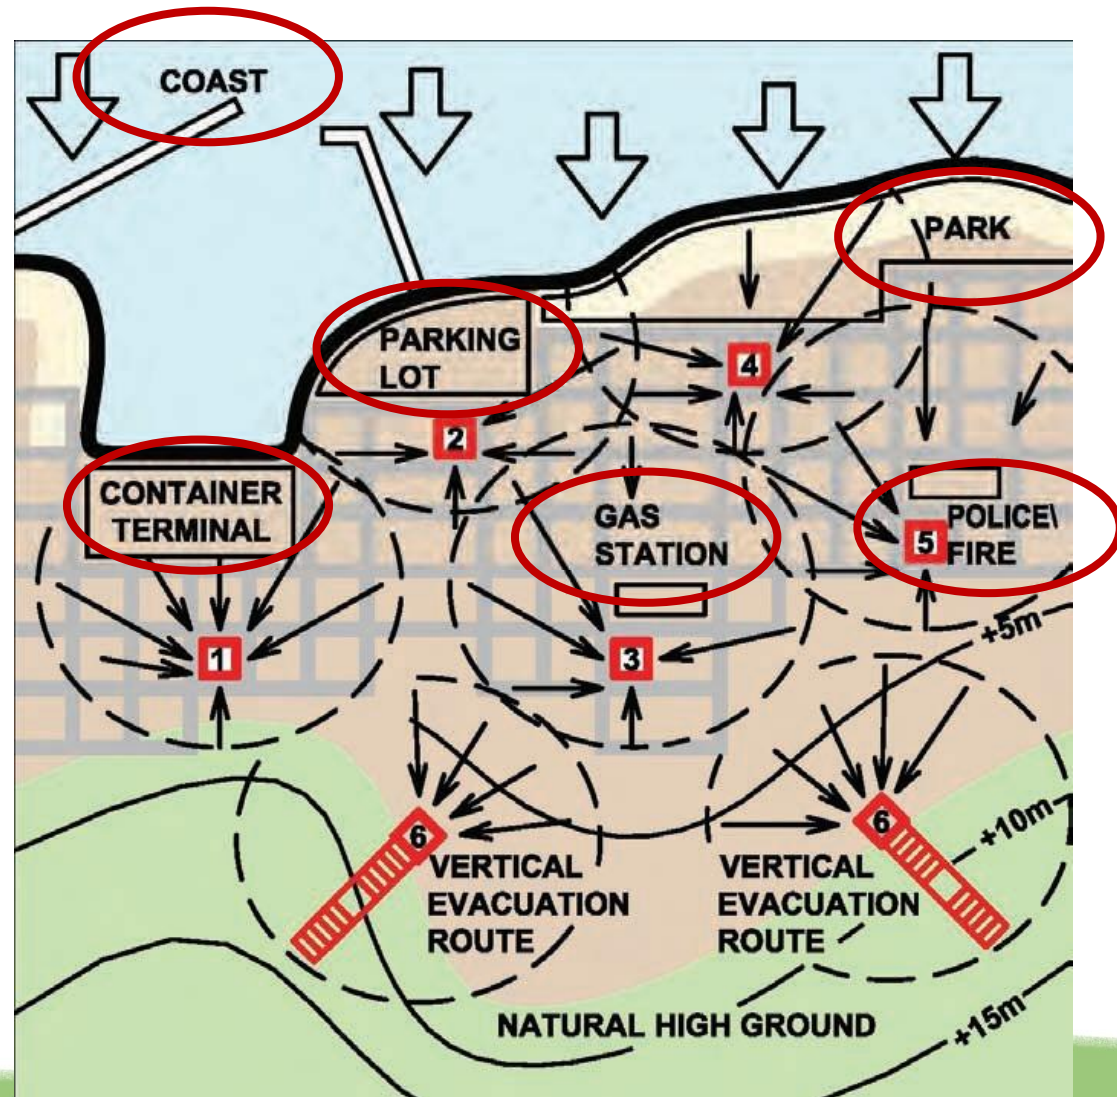 COAST
PARK
PARKING
LOT
4
2
CONTAINER
TERMINAL
GAS
STATION
5
POLICE\
FIRE
+5m
1
3
6
6
+10m
VERTICAL
EVACUATION
ROUTE
VERTICAL
EVACUATION
ROUTE
NATURAL HIGH GROUND
+15m